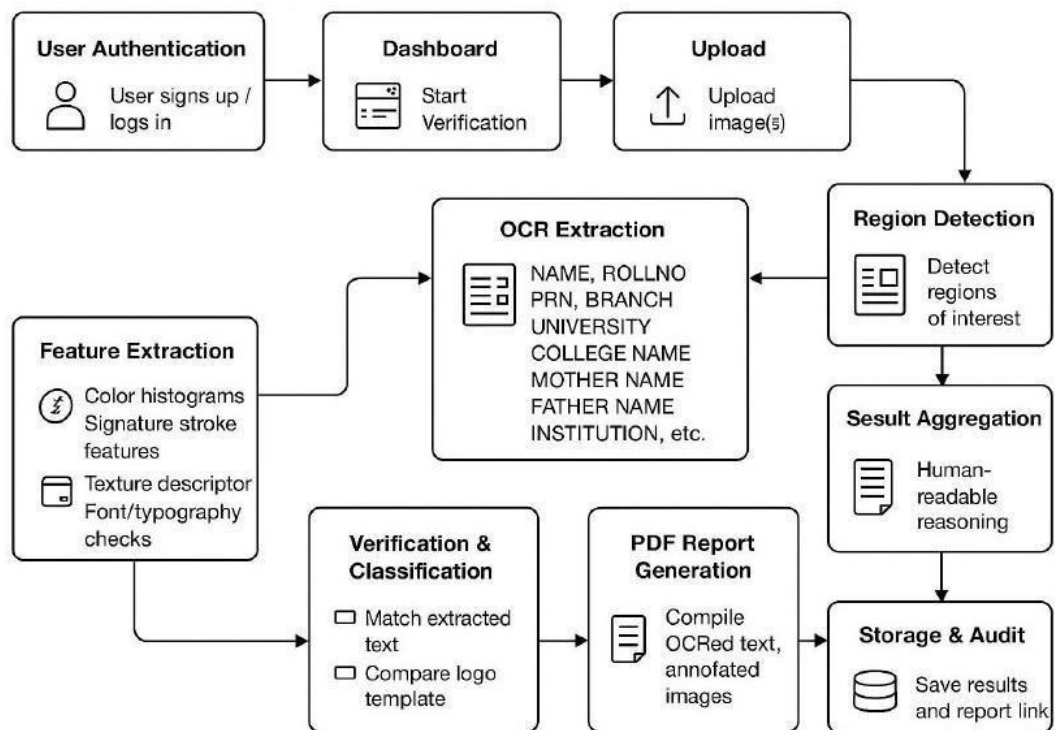 User Authentication
User signs up /
logs in
Dashboard
Start
Verification
Upload
Upload
image(s)
Region Detection
Detect
regions
of interest
OCR Extraction
NAME, ROLLNO
PRN, BRANCH
UNIVERSITY
COLLEGE NAME
MOTHER NAME
FATHER NAME
INSTITUTION, etc.
Feature Extraction
Color histograms
Signature stroke
features
Texture descriptor
Font/typography
checks
Sesult Aggregation
Human-
readable
reasoning
Verification &
Classification
Match extracted
text
Compare logo
template
PDF Report
Generation
Compile
OCRed text,
annofated
images
Storage & Audit
Save results
and report link